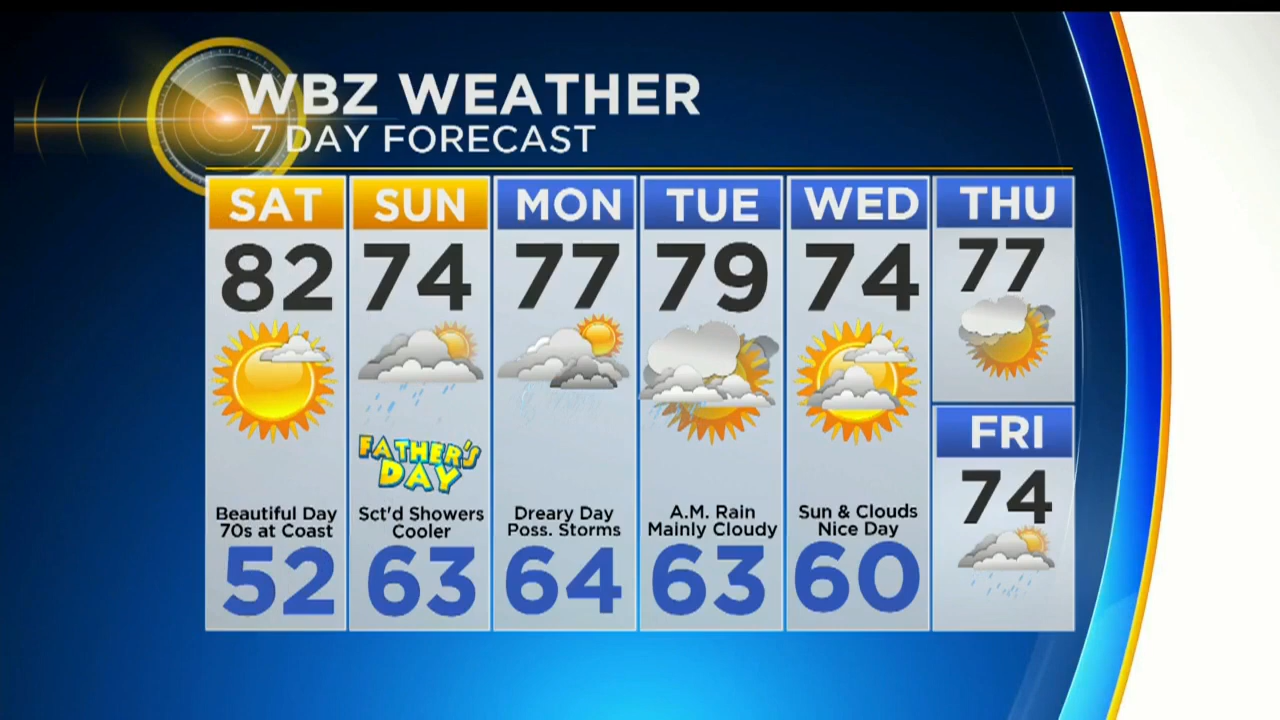 WBZ WEATHER
7 DAY FORECAST
SAT
82
Beautiful Day
70s at Coast
52
SUN
74
FATHER'S
DAY
Sct'd Showers
Cooler
63
MON
77
Dreary Day
Poss. Storms
64
TUE
79
A.M. Rain
Mainly Cloudy
63
WED
74
Sun & Clouds
Nice Day
60
THU
77
FRI
74